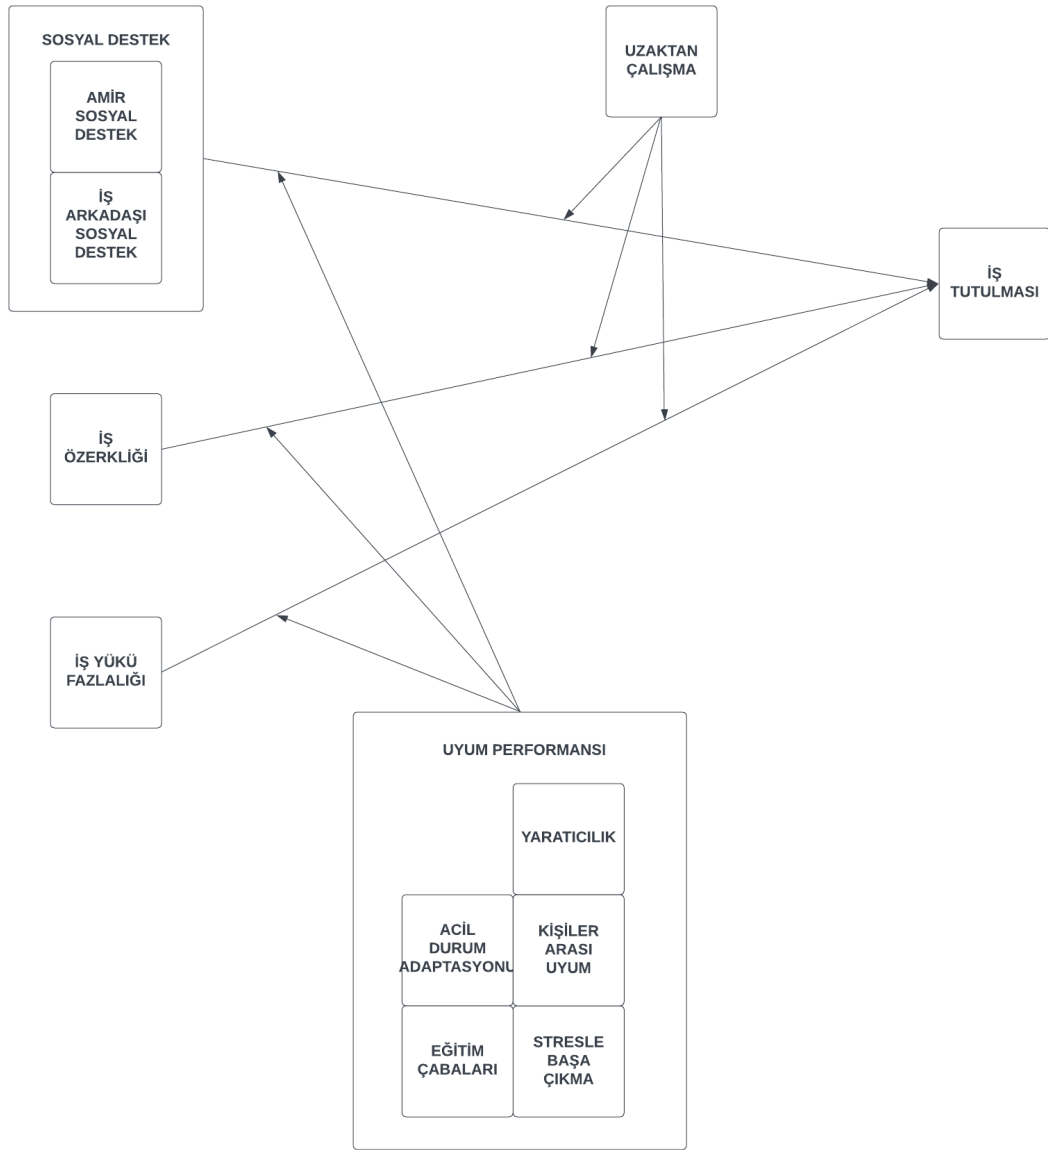 SOSYAL DESTEK
AMİR
SOSYAL
DESTEK
İŞ
ARKADAŞI
SOSYAL
DESTEK
UZAKTAN
ÇALIŞMA
İŞ
TUTULMASI
İŞ
ÖZERKLİĞİ
İŞ YÜKÜ
FAZLALIĞI
UYUM PERFORMANSI
YARATICILIK
ACİL
DURUM
ADAPTASYONU
KİŞİLER
ARASI
UYUM
EĞİTİM
ÇABALARI
STRESLE
BAŞA
ÇIKMA